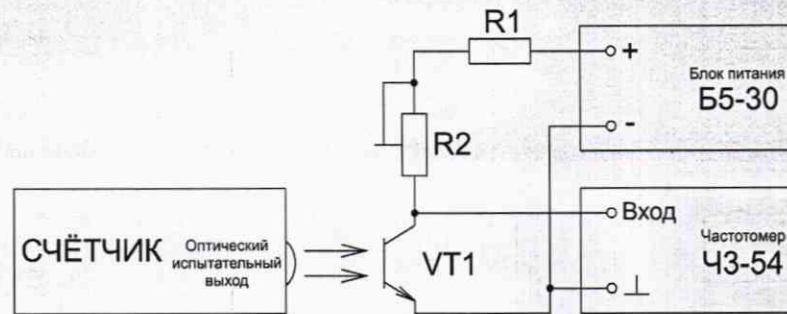 R1
+
Блок питания
Б5-30
-
R2
СЧЁТЧИК
Оптический
испытательный
выход
VT1
Вход
Частотомер
Ч3-54
⊥